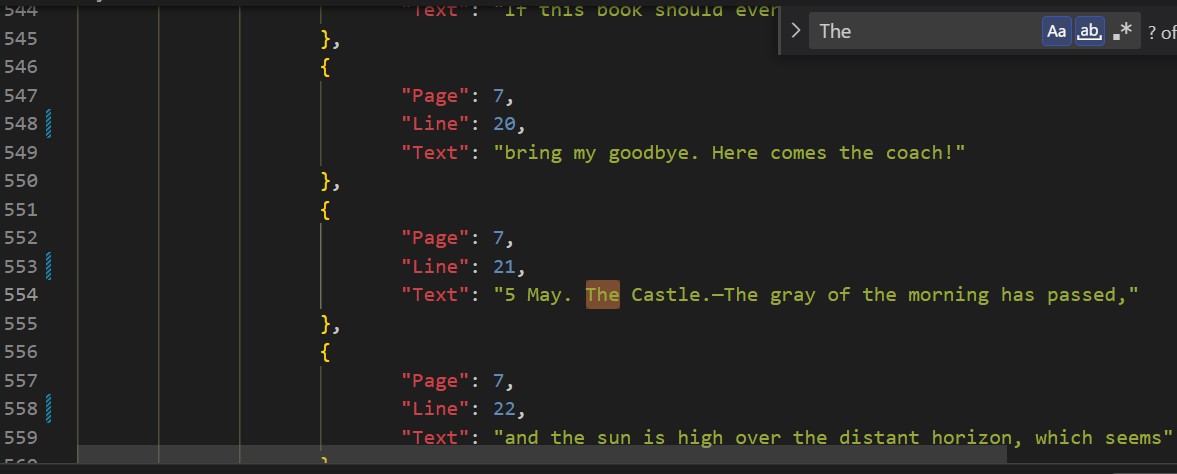 544 "Text": "If this book should ever
The Aa ab .* ? of
545 },
546 {
547 "Page": 7,
548 "Line": 20,
549 "Text": "bring my goodbye. Here comes the coach!"
550 },
551 {
552 "Page": 7,
553 "Line": 21,
554 "Text": "5 May. The Castle.—The gray of the morning has passed,"
555 },
556 {
557 "Page": 7,
558 "Line": 22,
559 "Text": "and the sun is high over the distant horizon, which seems"
560 }